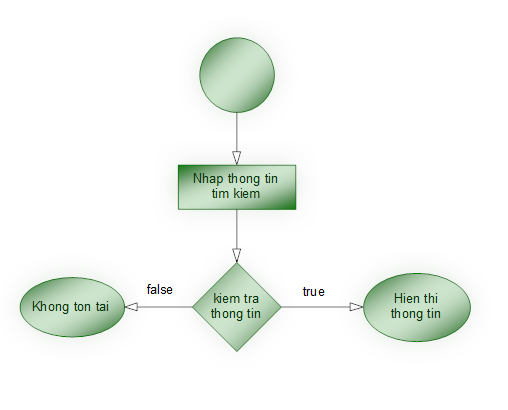 Nhap thong tin
tim kiem
false
true
Khong ton tai
kiem tra
thong tin
Hien thi
thong tin